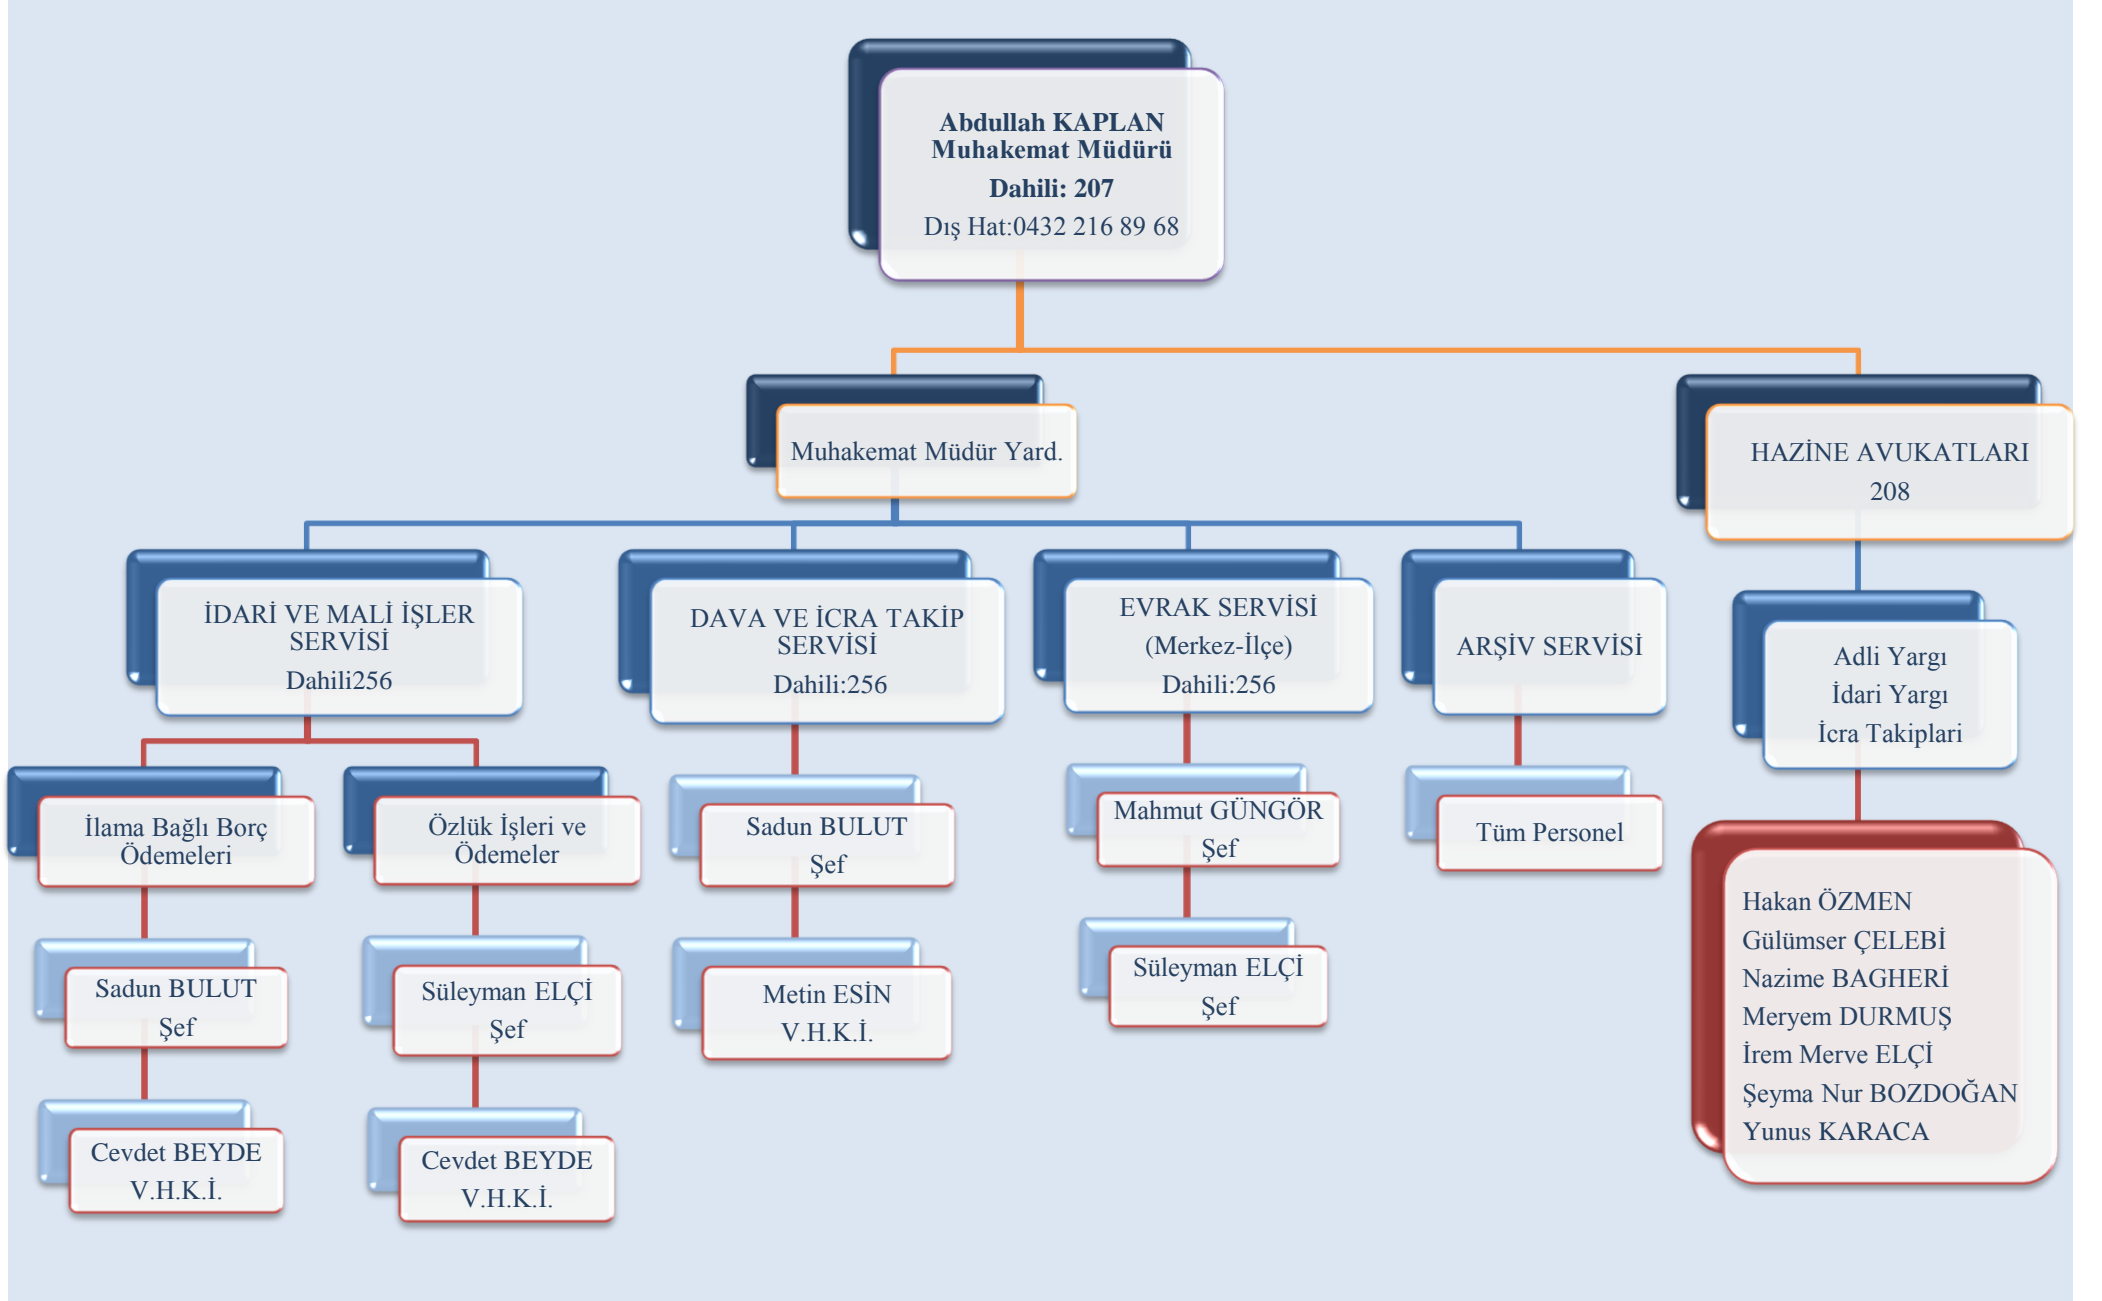 Abdullah KAPLAN
Muhakemat Müdürü
Dahili: 207
Dış Hat:0432 216 89 68
Muhakemat Müdür Yard.
HAZİNE AVUKATLARI
208
İDARİ VE MALİ İŞLER
SERVİSİ
Dahili256
DAVA VE İCRA TAKİP
SERVİSİ
Dahili:256
EVRAK SERVİSİ
(Merkez-İlçe)
Dahili:256
ARŞİV SERVİSİ
Adli Yargı
İdari Yargı
İcra Takiplari
İlama Bağlı Borç
Ödemeleri
Özlük İşleri ve
Ödemeler
Sadun BULUT
Şef
Mahmut GÜNGÖR
Şef
Tüm Personel
Sadun BULUT
Şef
Süleyman ELÇİ
Şef
Metin ESİN
V.H.K.İ.
Süleyman ELÇİ
Şef
Hakan ÖZMEN
Gülümser ÇELEBİ
Nazime BAGHERİ
Meryem DURMUŞ
İrem Merve ELÇİ
Şeyma Nur BOZDOĞAN
Yunus KARACA
Cevdet BEYDE
V.H.K.İ.
Cevdet BEYDE
V.H.K.İ.